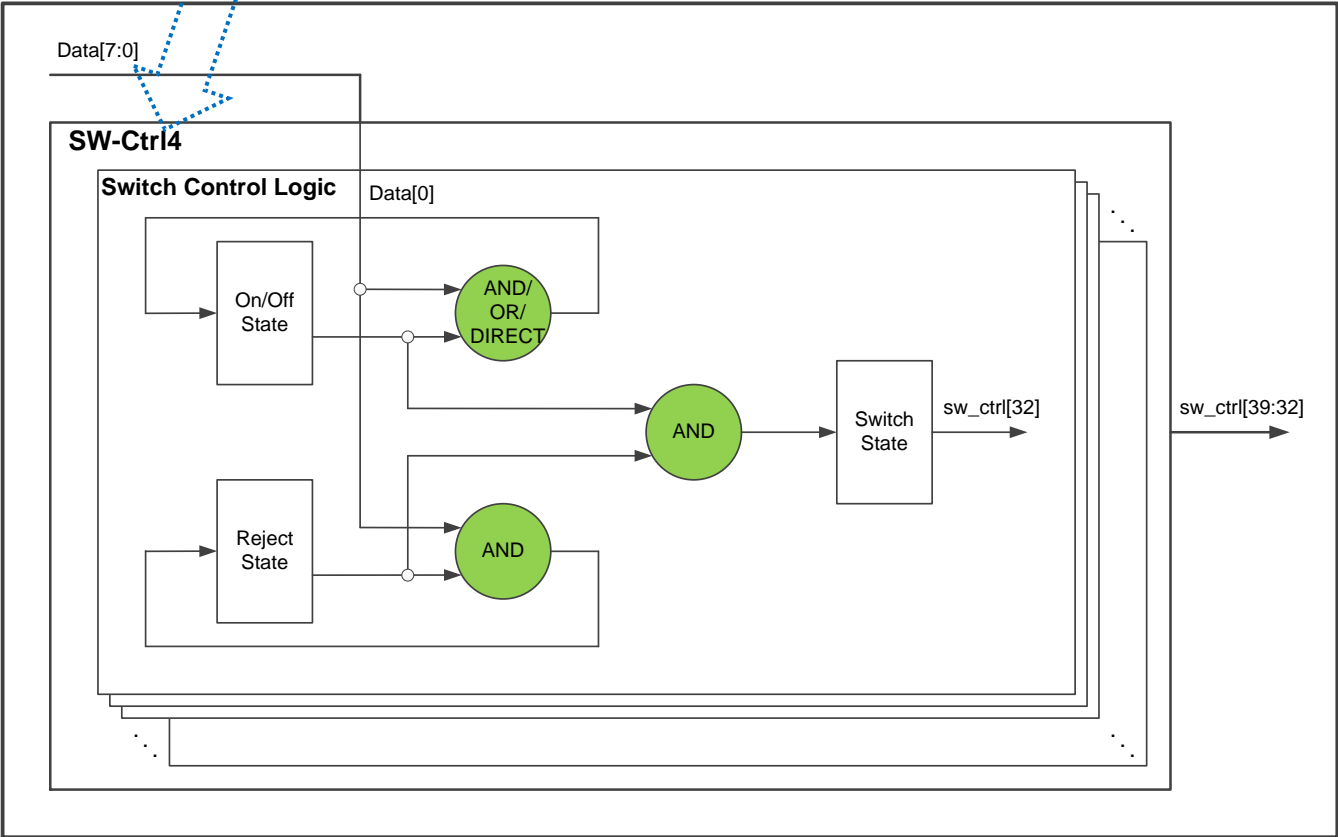 Data[7:0]
SW-Ctrl4
Switch Control Logic
Data[0]
On/Off
State
AND/
OR/
DIRECT
AND
Switch
State
sw_ctrl[32]
sw_ctrl[39:32]
Reject
State
AND